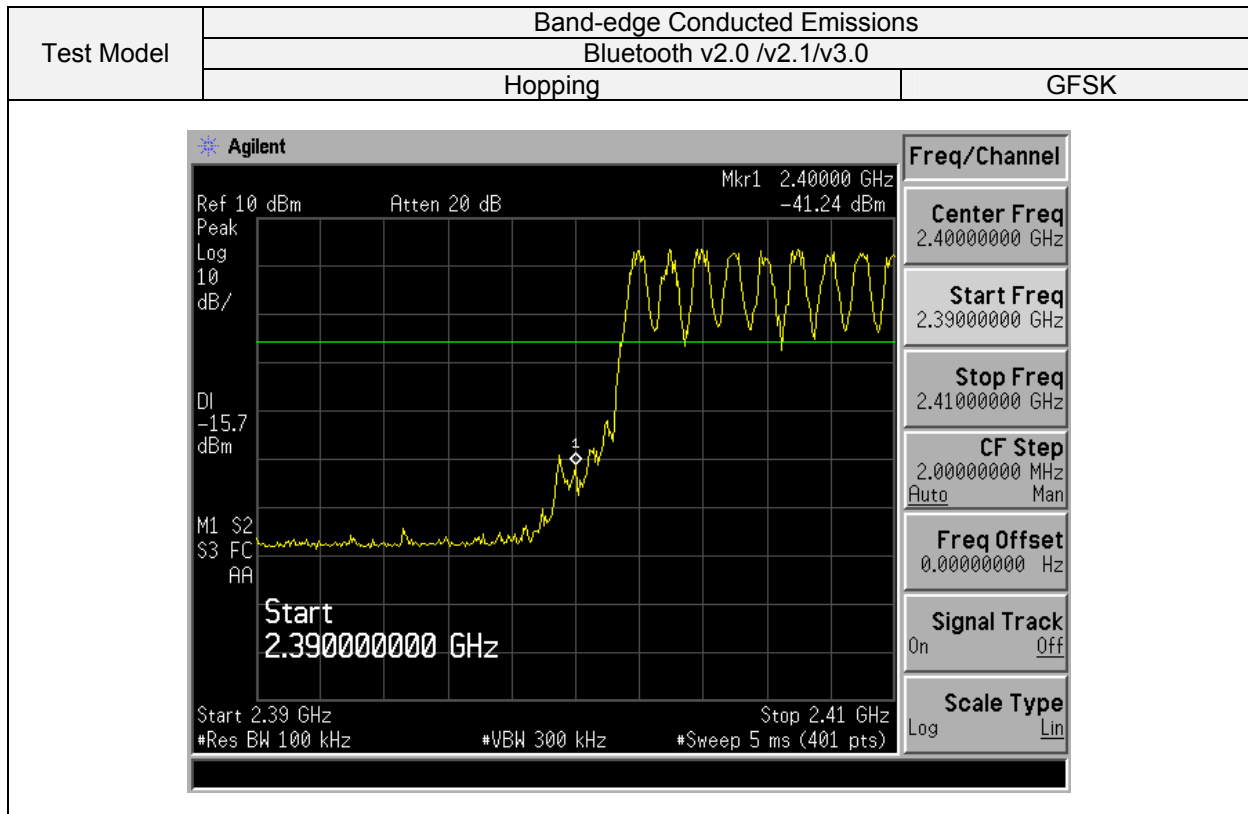 Test Model
Band-edge Conducted Emissions
Bluetooth v2.0 /v2.1/v3.0
Hopping GFSK
Agilent
Freq/Channel
Mkr1 2.40000 GHz
Ref 10 dBm Atten 20 dB -41.24 dBm
Peak
Log
10
dB/
DI
-15.7
dBm
M1 S2
S3 FC
AA
1
Start
2.390000000 GHz
Start 2.39 GHz Stop 2.41 GHz
#Res BW 100 kHz #VBW 300 kHz #Sweep 5 ms (401 pts)
Center Freq
2.40000000 GHz
Start Freq
2.39000000 GHz
Stop Freq
2.41000000 GHz
CF Step
2.00000000 MHz
Auto Man
Freq Offset
0.00000000 Hz
Signal Track
On Off
Scale Type
Log Lin